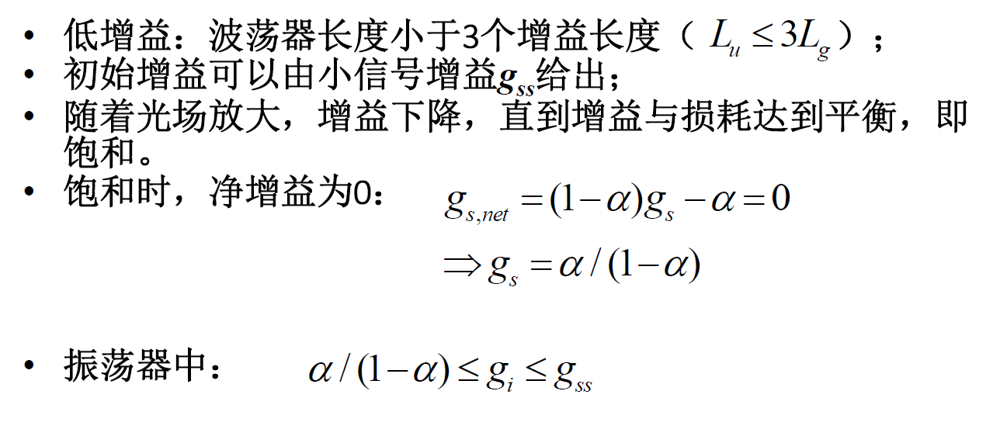 • 低增益：波荡器长度小于3个增益长度（ $L_u \leq 3L_g$ ）；
• 初始增益可以由小信号增益$g_{ss}$给出；
• 随着光场放大，增益下降，直到增益与损耗达到平衡，即
饱和。
• 饱和时，净增益为0： $g_{s,net} = (1-\alpha)g_s - \alpha = 0$
$\Rightarrow g_s = \alpha / (1-\alpha)$
• 振荡器中： $\alpha / (1-\alpha) \leq g_i \leq g_{ss}$